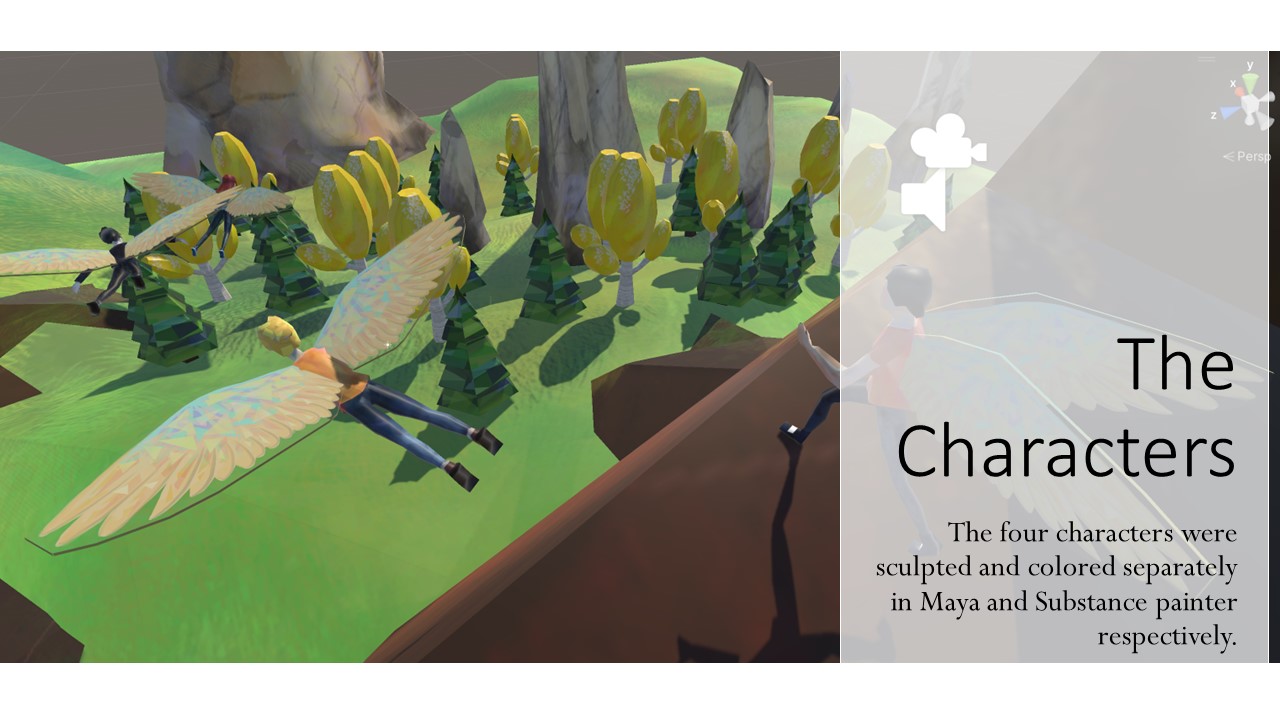 y
x
z
< Persp
The
Characters
The four characters were
sculpted and colored separately
in Maya and Substance painter
respectively.